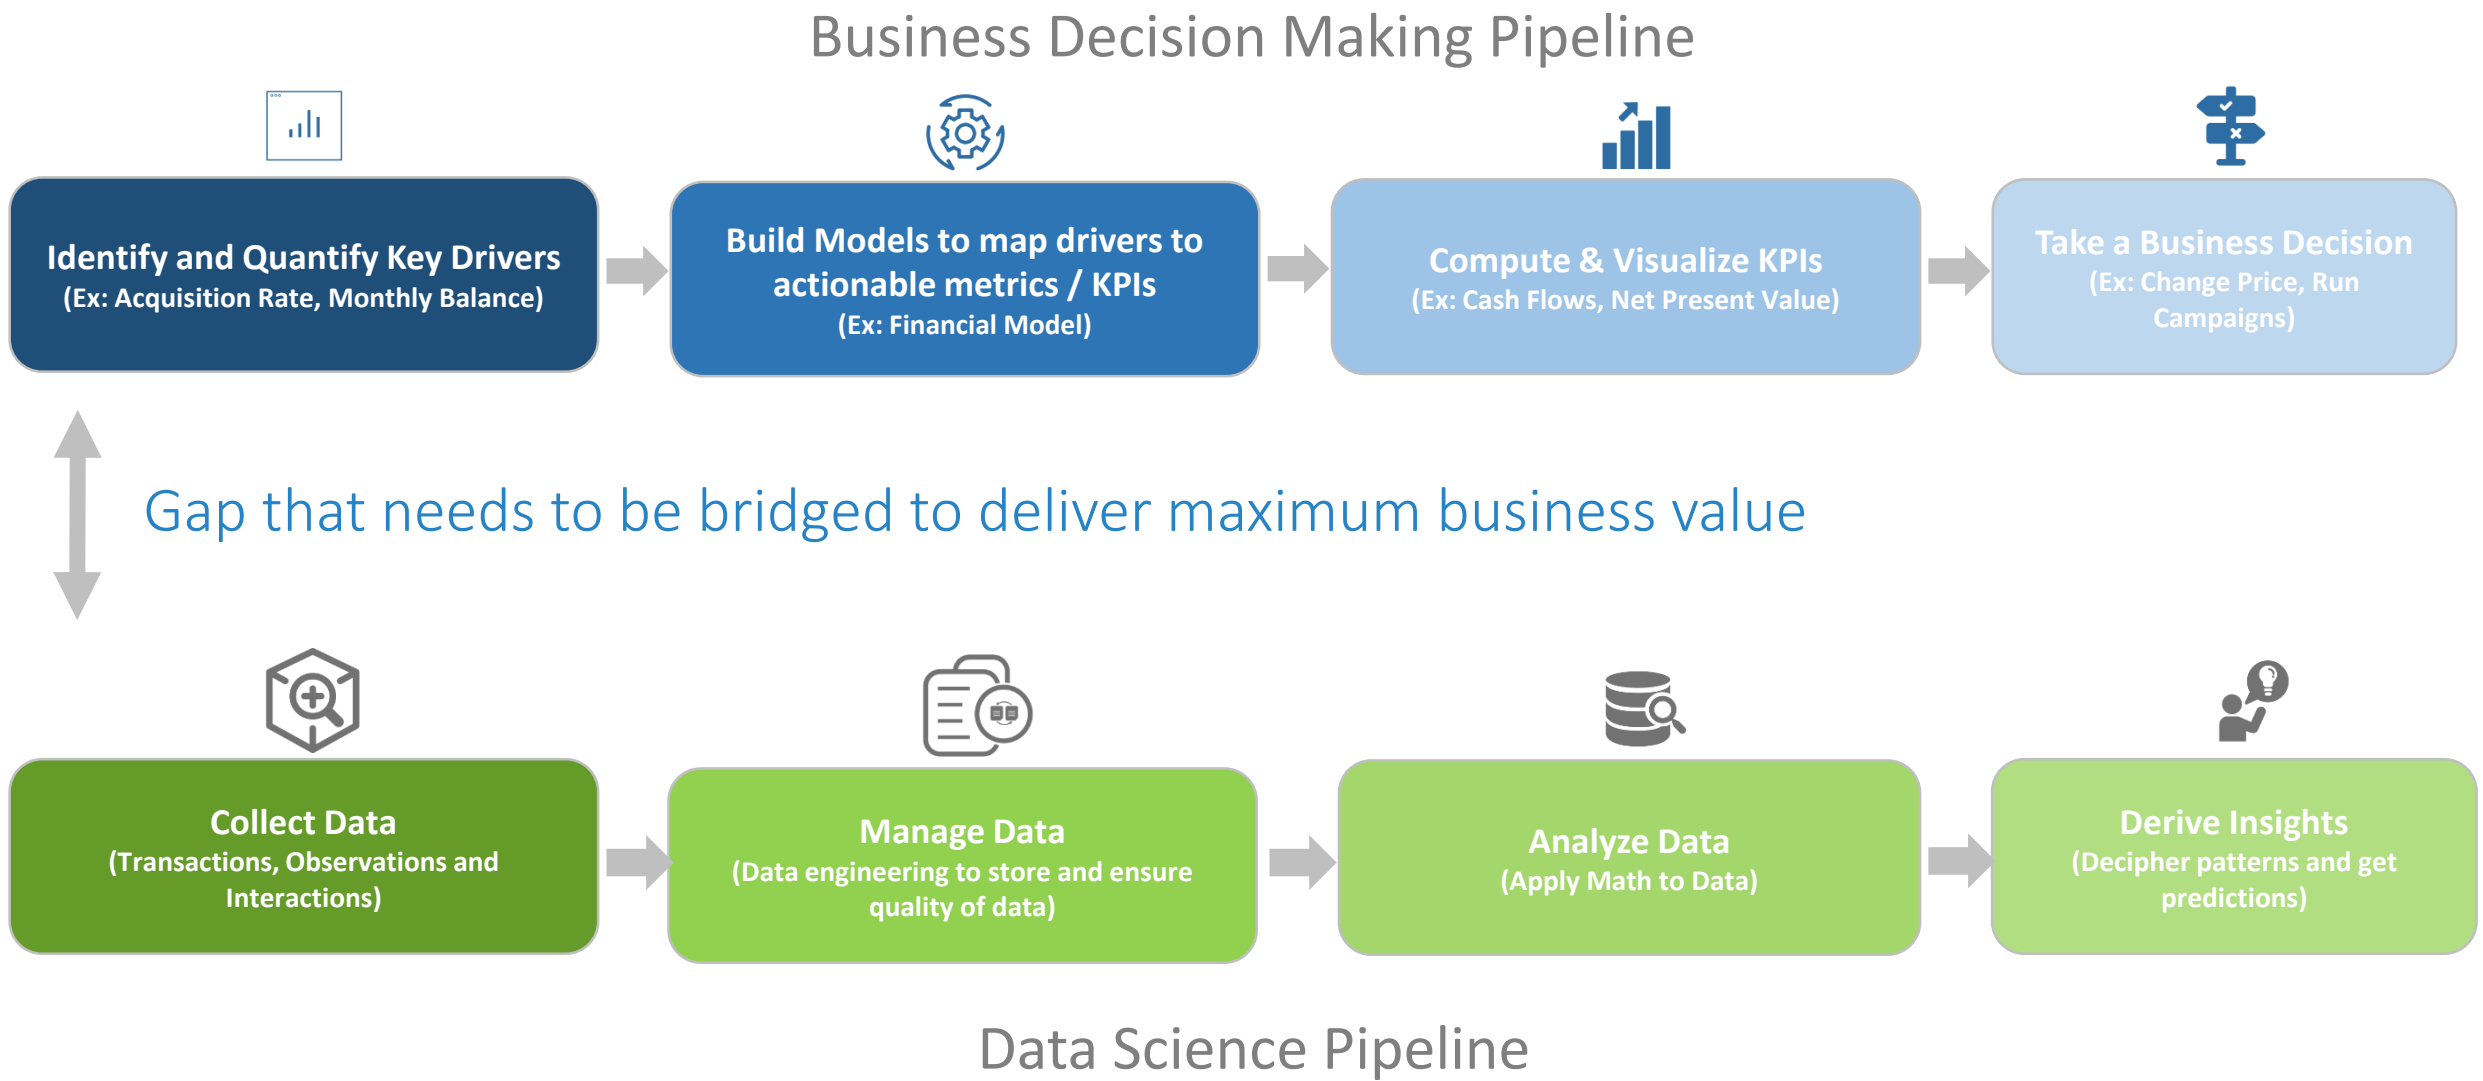 Business Decision Making Pipeline
Identify and Quantify Key Drivers
(Ex: Acquisition Rate, Monthly Balance)
Build Models to map drivers to
actionable metrics / KPIs
(Ex: Financial Model)
Compute & Visualize KPIs
(Ex: Cash Flows, Net Present Value)
Take a Business Decision
(Ex: Change Price, Run
Campaigns)
Gap that needs to be bridged to deliver maximum business value
Collect Data
(Transactions, Observations and
Interactions)
Manage Data
(Data engineering to store and ensure
quality of data)
Analyze Data
(Apply Math to Data)
Derive Insights
(Decipher patterns and get
predictions)
Data Science Pipeline